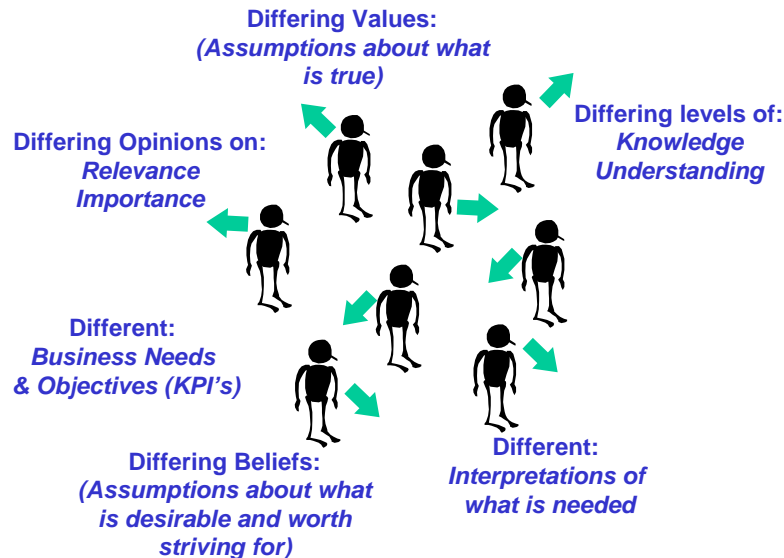 Differing Values:
(Assumptions about what
is true)
Differing levels of:
Knowledge
Understanding
Differing Opinions on:
Relevance
Importance
Different:
Business Needs
& Objectives (KPI's)
Differing Beliefs:
(Assumptions about what
is desirable and worth
striving for)
Different:
Interpretations of
what is needed